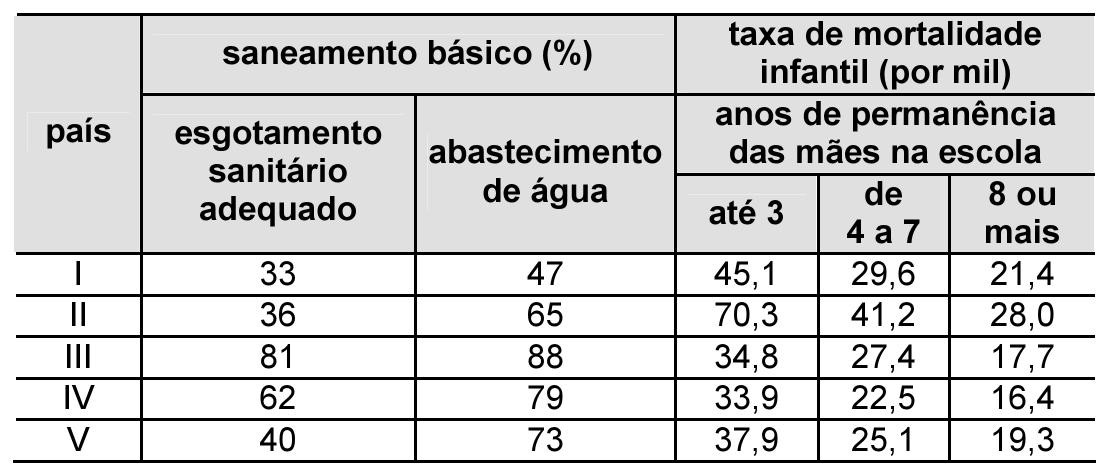 país
saneamento básico (%)
taxa de mortalidade
infantil (por mil)
esgotamento
sanitário
adequado
abastecimento
de água
anos de permanência
das mães na escola
até 3
de
4 a 7
8 ou
mais
I 33 47 45,1 29,6 21,4
II 36 65 70,3 41,2 28,0
III 81 88 34,8 27,4 17,7
IV 62 79 33,9 22,5 16,4
V 40 73 37,9 25,1 19,3